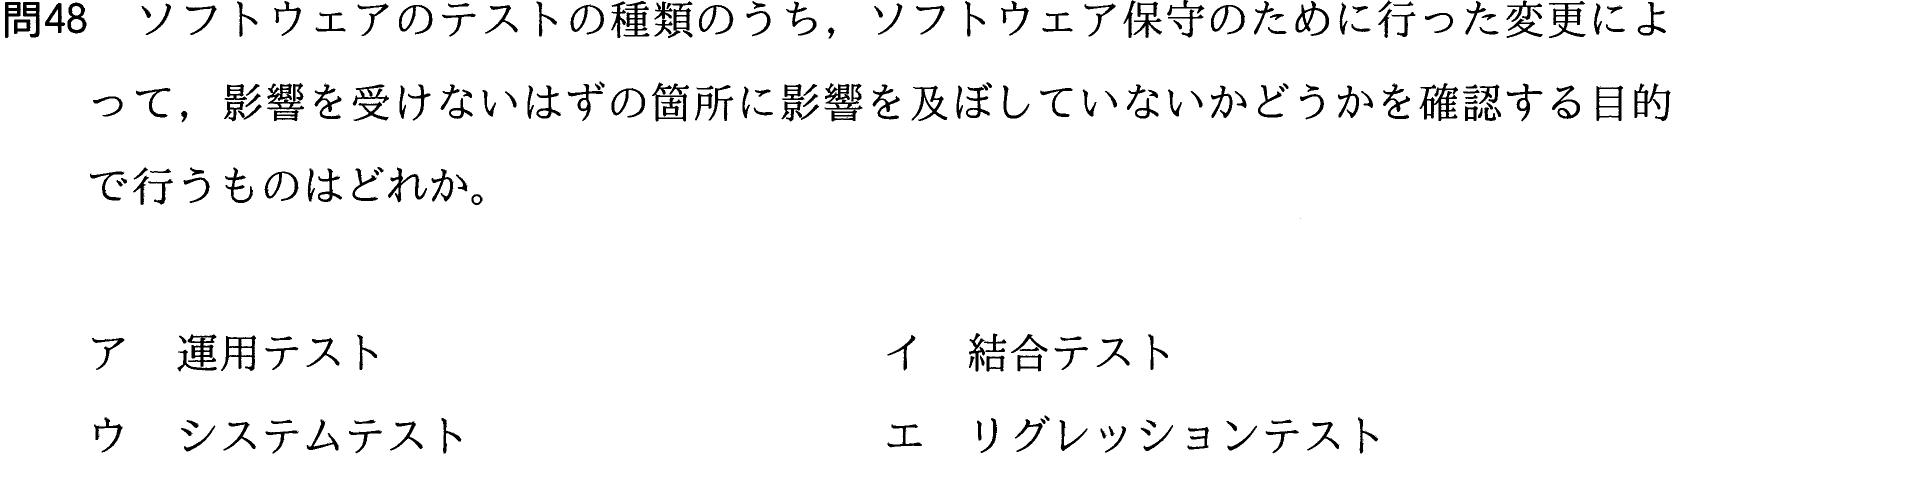 問48 ソフトウェアのテストの種類のうち，ソフトウェア保守のために行った変更によ
って，影響を受けないはずの箇所に影響を及ぼしていないかどうかを確認する目的
で行うものはどれか。
ア 運用テスト イ 結合テスト
ウ システムテスト エ リグレッションテスト